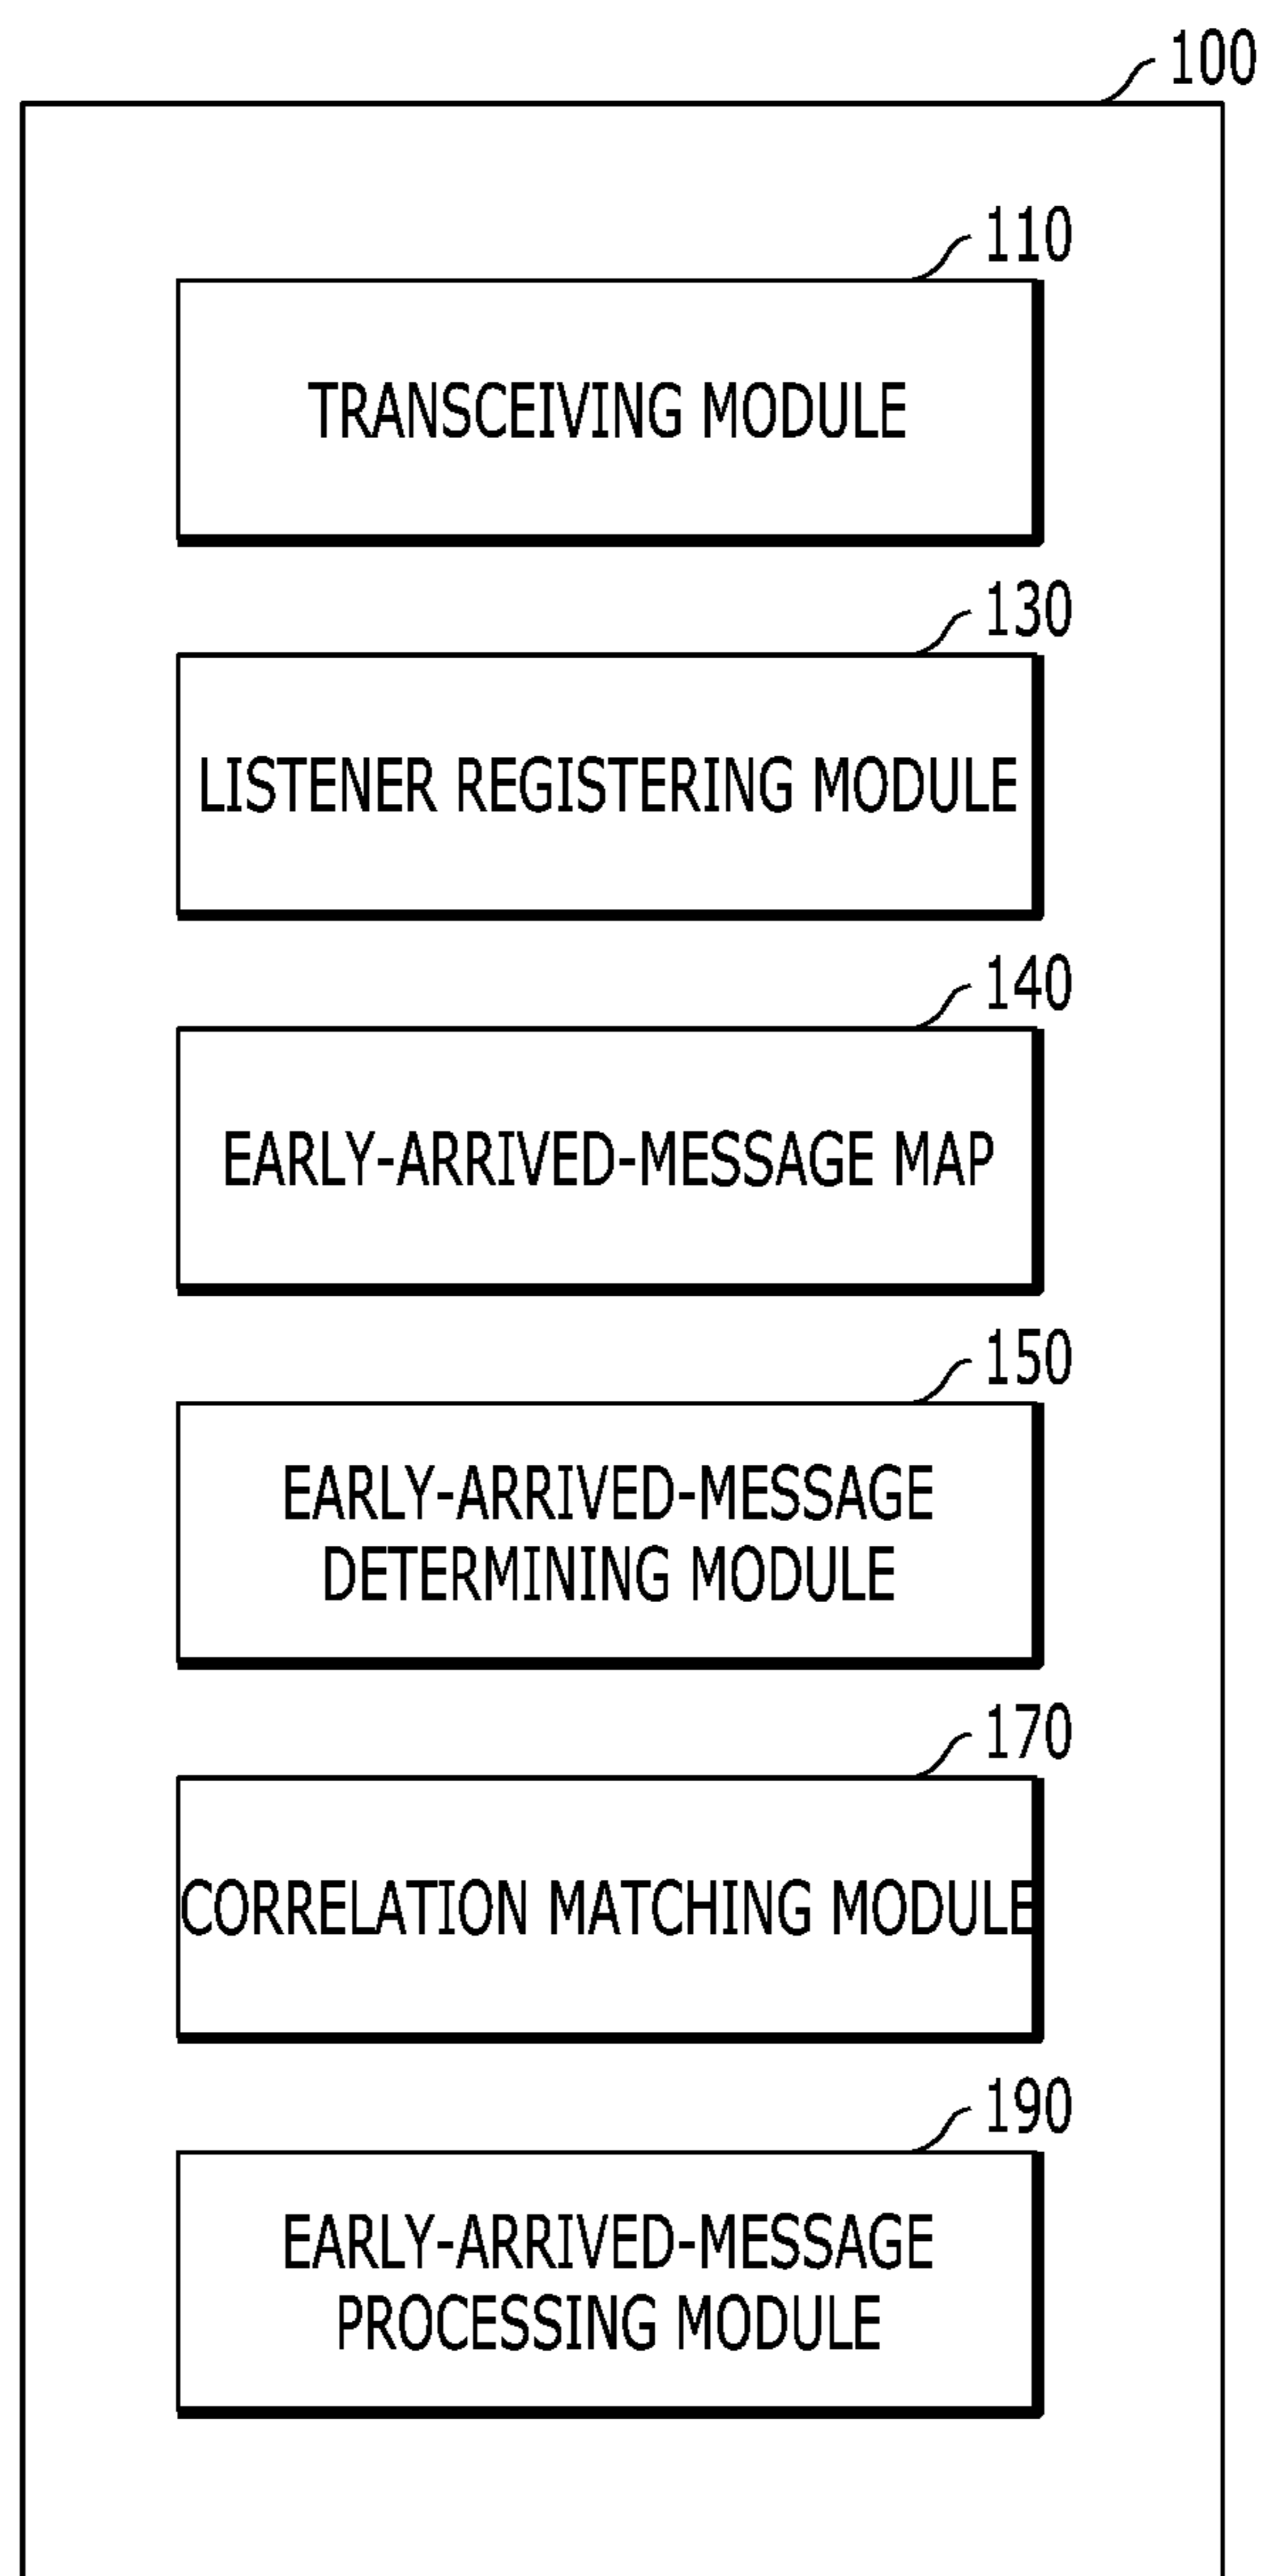 100
110
TRANSCEIVING MODULE
130
LISTENER REGISTERING MODULE
140
EARLY-ARRIVED-MESSAGE MAP
150
EARLY-ARRIVED-MESSAGE
DETERMINING MODULE
170
CORRELATION MATCHING MODULE
190
EARLY-ARRIVED-MESSAGE
PROCESSING MODULE